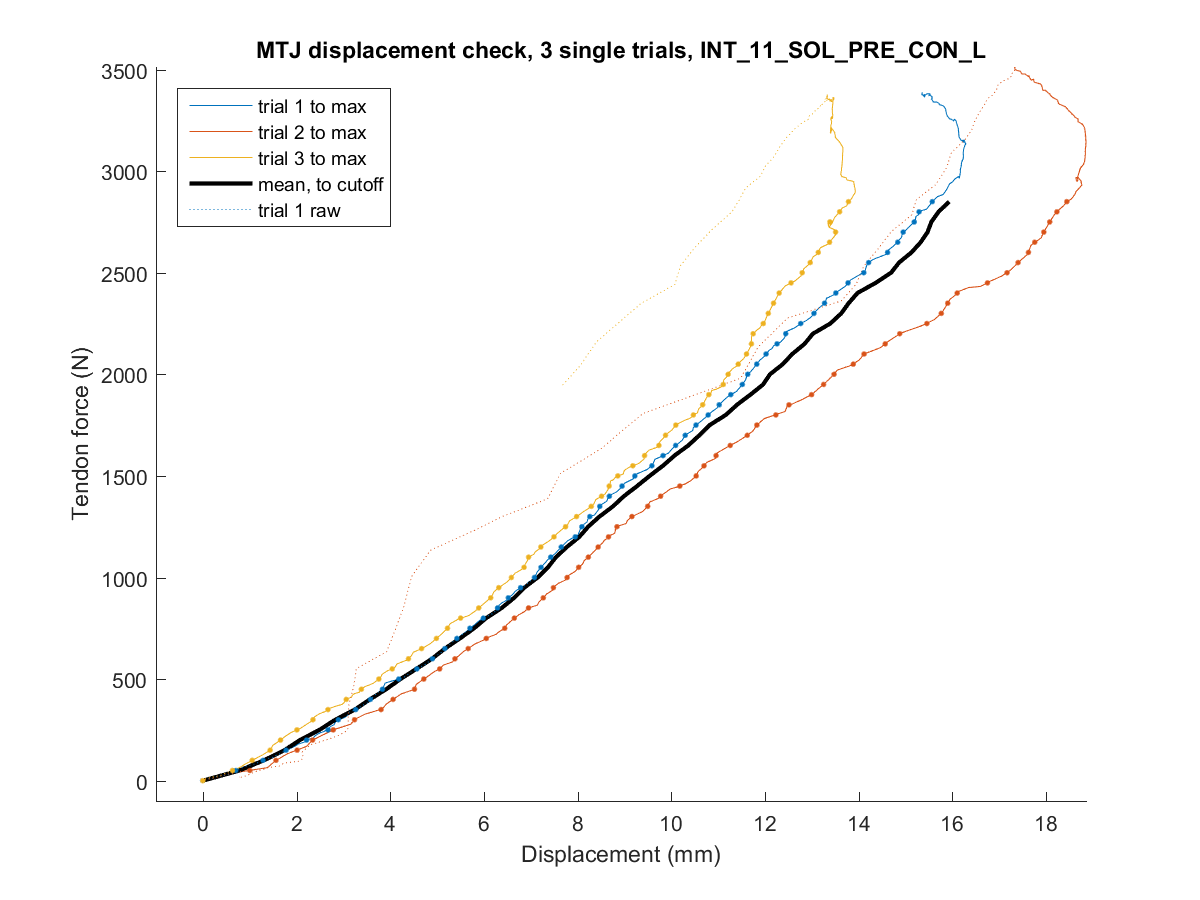 MTJ displacement check, 3 single trials, INT_11_SOL_PRE_CON_L
trial 1 to max
trial 2 to max
trial 3 to max
mean, to cutoff
trial 1 raw
3500
3000
2500
2000
1500
1000
500
0
Tendon force (N)
0 2 4 6 8 10 12 14 16 18
Displacement (mm)